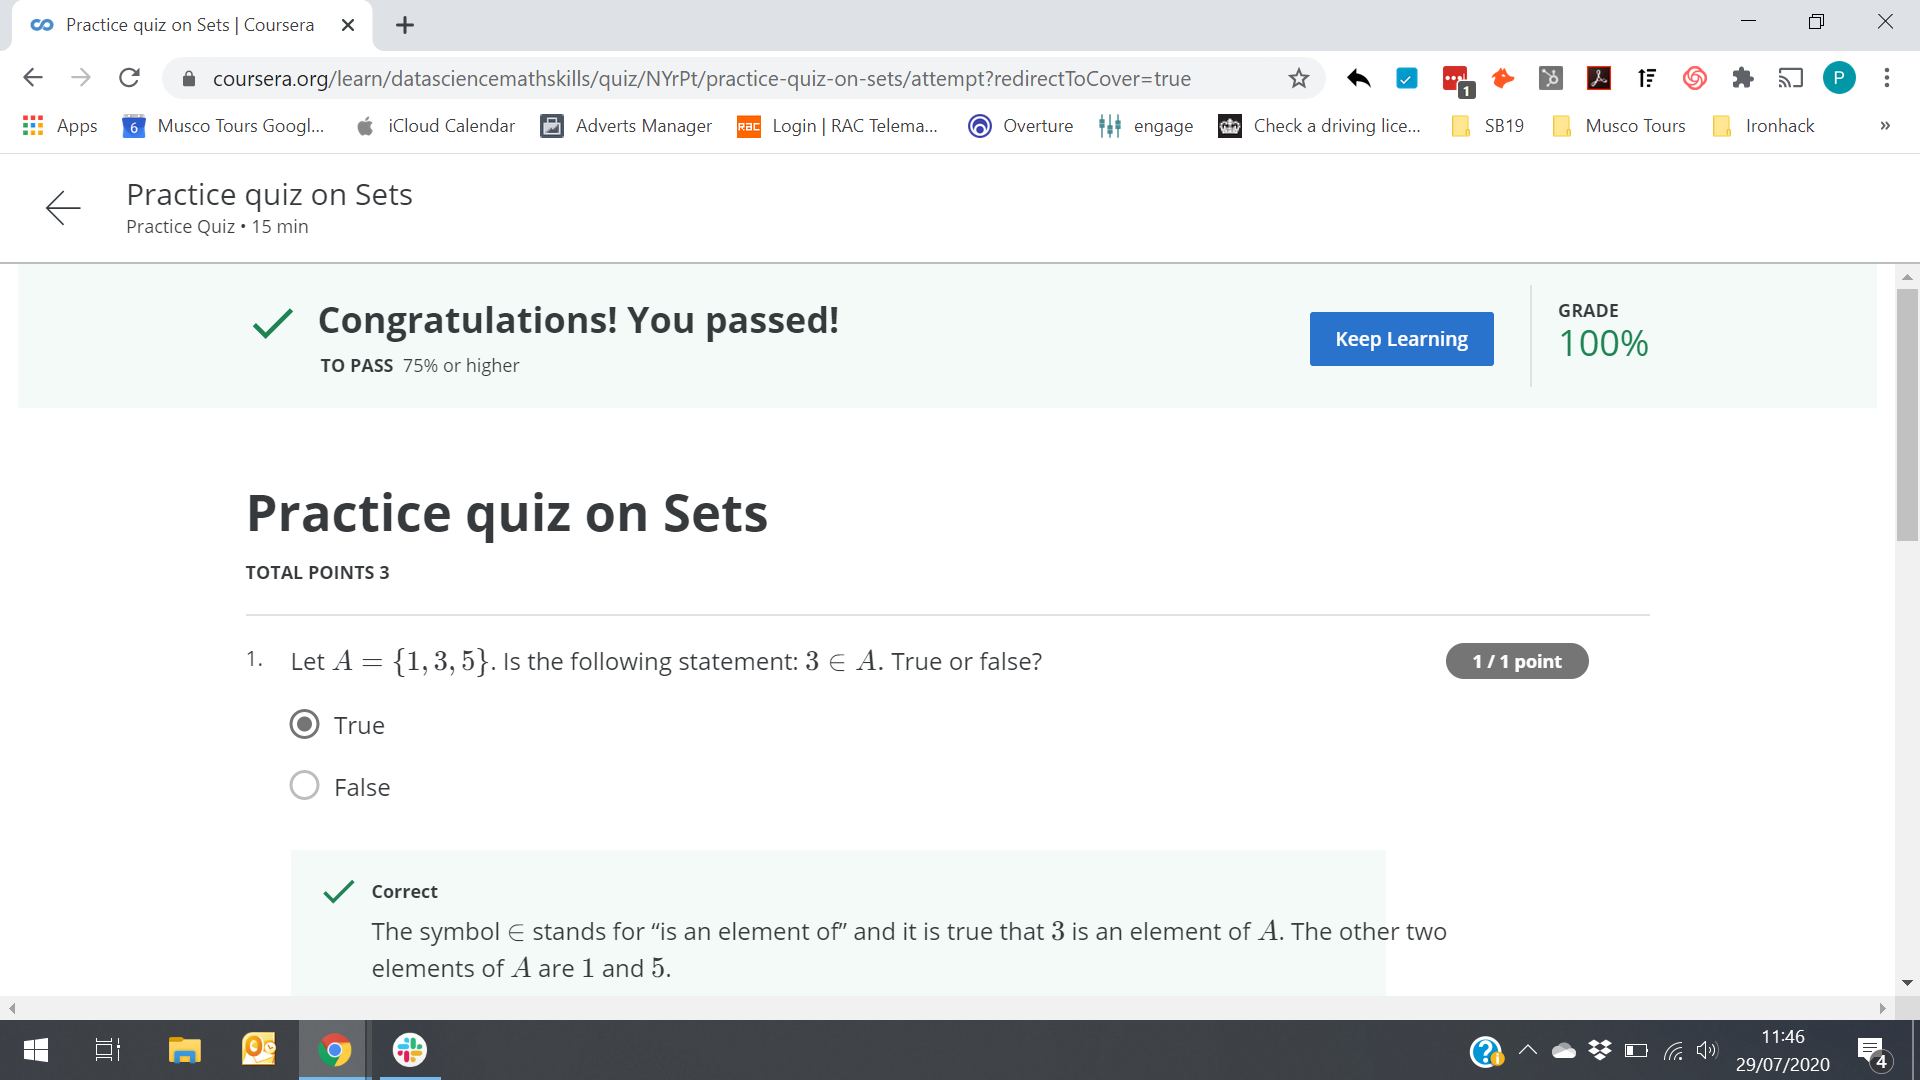 Practice quiz on Sets | Coursera
coursera.org/learn/datasciencemathskills/quiz/NYrPt/practice-quiz-on-sets/attempt?redirectToCover=true
1
P
Apps
6
Musco Tours Googl...
iCloud Calendar
Adverts Manager
RAC
Login | RAC Telema...
Overture
engage
Check a driving lice...
SB19
Musco Tours
Ironhack
»
Practice quiz on Sets
Practice Quiz • 15 min
Congratulations! You passed!
TO PASS 75% or higher
Keep Learning
GRADE
100%
Practice quiz on Sets
TOTAL POINTS 3
1. Let A = {1, 3, 5}. Is the following statement: 3 ∈ A. True or false?
1 / 1 point
True
False
Correct
The symbol ∈ stands for “is an element of” and it is true that 3 is an element of A. The other two
elements of A are 1 and 5.
11:46
29/07/2020
4